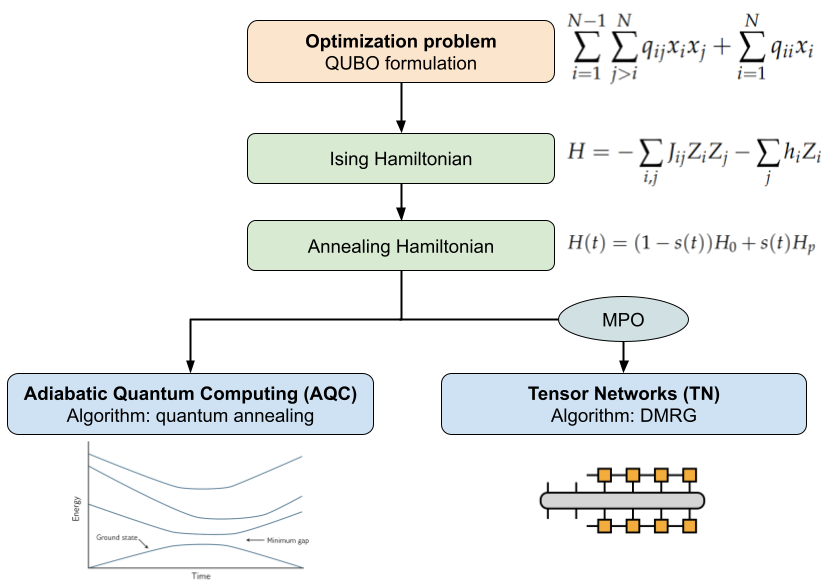 Optimization problem
QUBO formulation
\sum_{i=1}^{N-1} \sum_{j>i}^{N} q_{ij} x_i x_j + \sum_{i=1}^{N} q_{ii} x_i
Ising Hamiltonian
H = -\sum_{i,j} J_{ij} Z_i Z_j - \sum_{j} h_i Z_i
Annealing Hamiltonian
H(t) = (1 - s(t))H_0 + s(t)H_p
MPO
Adiabatic Quantum Computing (AQC)
Algorithm: quantum annealing
Tensor Networks (TN)
Algorithm: DMRG
Energy
Ground state
Minimum gap
Time